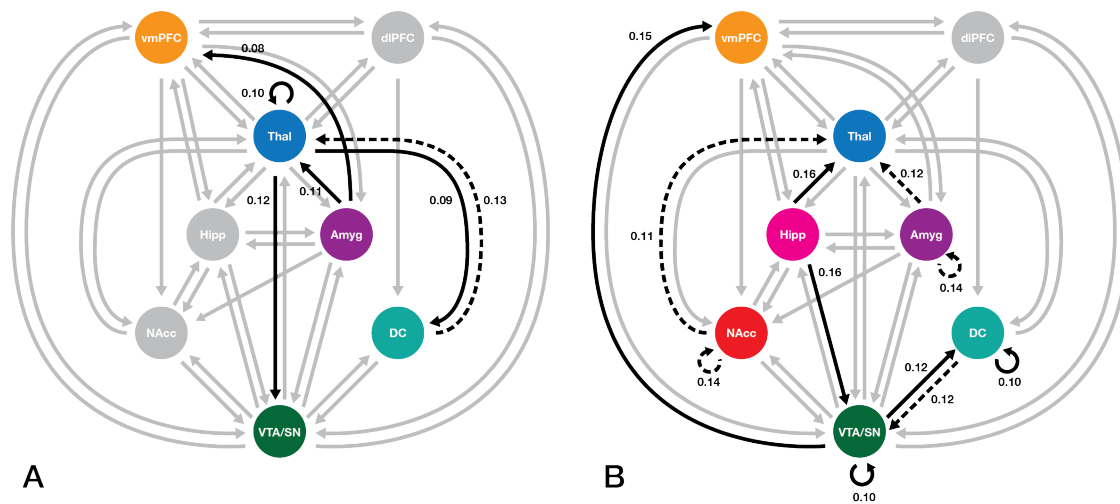 vmPFC
dlPFC
0.08
0.10
Thal
0.12
0.11
0.09
0.13
Hipp
Amyg
NAcc
DC
VTA/SN
A
0.15
vmPFC
dlPFC
Thal
0.16
0.12
0.11
Hipp
Amyg
0.16
0.14
NAcc
DC
0.14
0.12
0.10
0.12
VTA/SN
0.10
B